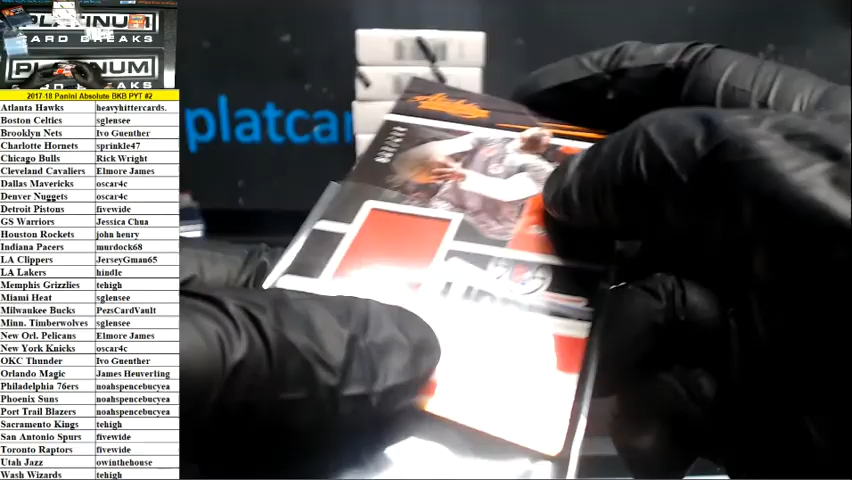 PLATINUM
CARD BREAKS
PLATINUM
CARD BREAKS
2017-18 Panini Absolute BKB PYT #2
Atlanta Hawks heavyhittercards.
Boston Celtics sglensee
Brooklyn Nets Ivo Guenther
Charlotte Hornets sprinkle47
Chicago Bulls Rick Wright
Cleveland Cavaliers Elmore James
Dallas Mavericks oscar4c
Denver Nuggets oscar4c
Detroit Pistons fivewide
GS Warriors Jessica Chua
Houston Rockets john henry
Indiana Pacers murdock68
LA Clippers JerseyGman65
LA Lakers hindle
Memphis Grizzlies tehigh
Miami Heat sglensee
Milwaukee Bucks PezsCardVault
Minn. Timberwolves sglensee
New Orl. Pelicans Elmore James
New York Knicks oscar4c
OKC Thunder Ivo Guenther
Orlando Magic James Heuverling
Philadelphia 76ers noahspencebucyea
Phoenix Suns noahspencebucyea
Port Trail Blazers noahspencebucyea
Sacramento Kings tehigh
San Antonio Spurs fivewide
Toronto Raptors fivewide
Utah Jazz owinthehouse
Wash Wizards tehigh
platcar